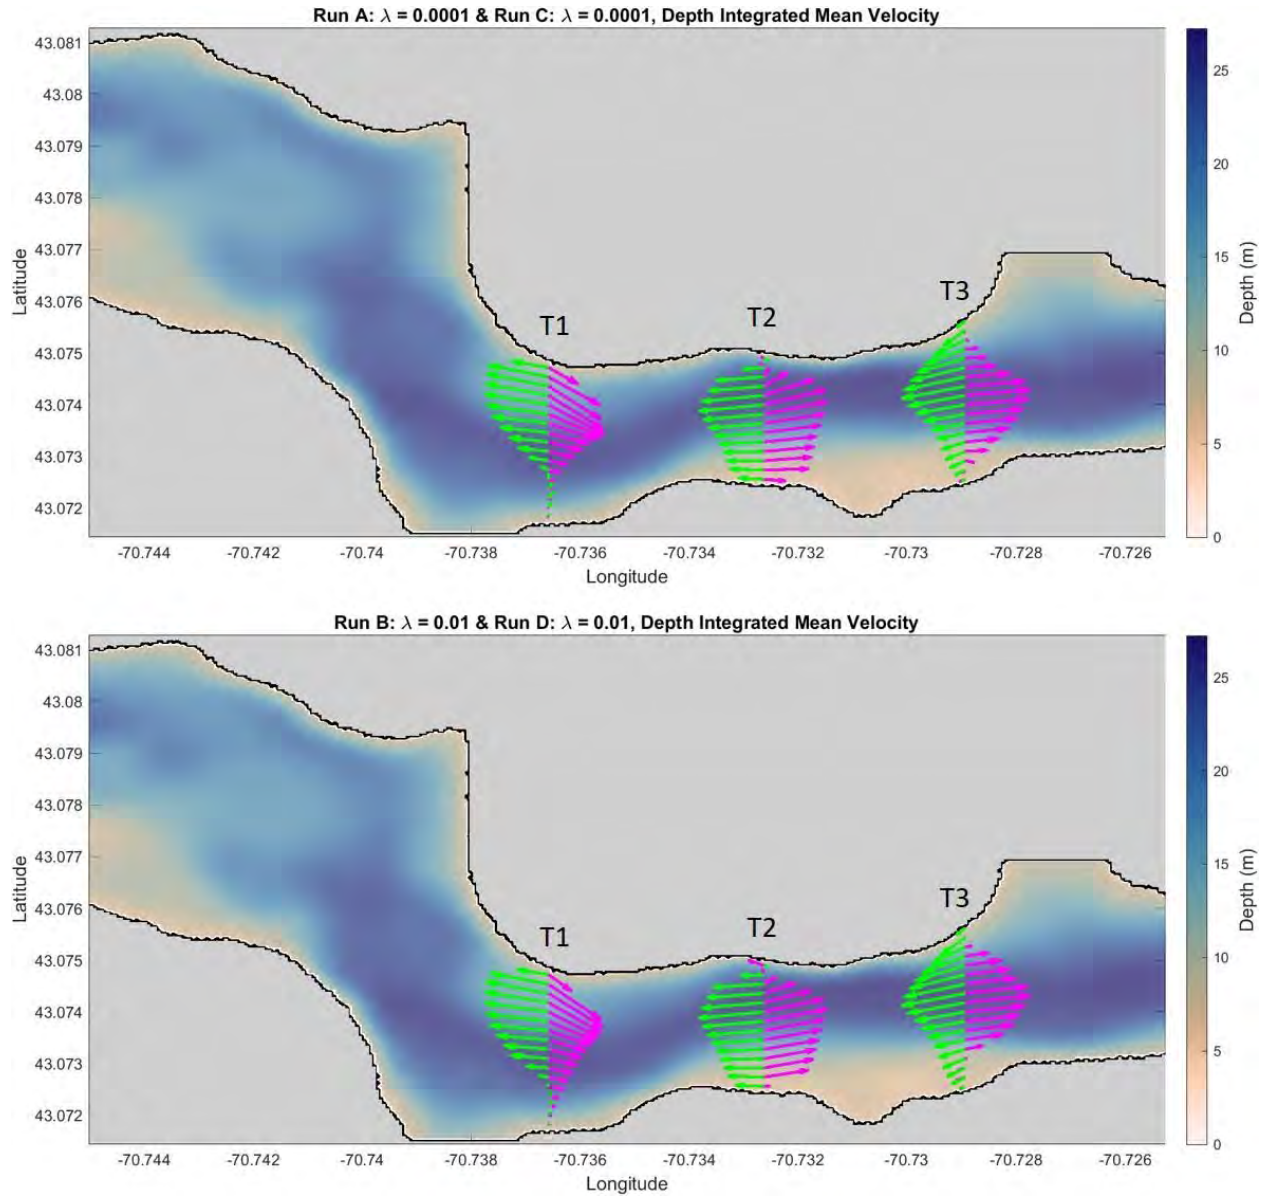 Run A: λ = 0.0001 & Run C: λ = 0.0001, Depth Integrated Mean Velocity
43.081
43.08
43.079
43.078
43.077
43.076
43.075
43.074
43.073
43.072
Latitude
T1
T2
T3
-70.744 -70.742 -70.74 -70.738 -70.736 -70.734 -70.732 -70.73 -70.728 -70.726
Longitude
25
20
15
10
5
0
Depth (m)
Run B: λ = 0.01 & Run D: λ = 0.01, Depth Integrated Mean Velocity
43.081
43.08
43.079
43.078
43.077
43.076
43.075
43.074
43.073
43.072
Latitude
T1
T2
T3
-70.744 -70.742 -70.74 -70.738 -70.736 -70.734 -70.732 -70.73 -70.728 -70.726
Longitude
25
20
15
10
5
0
Depth (m)